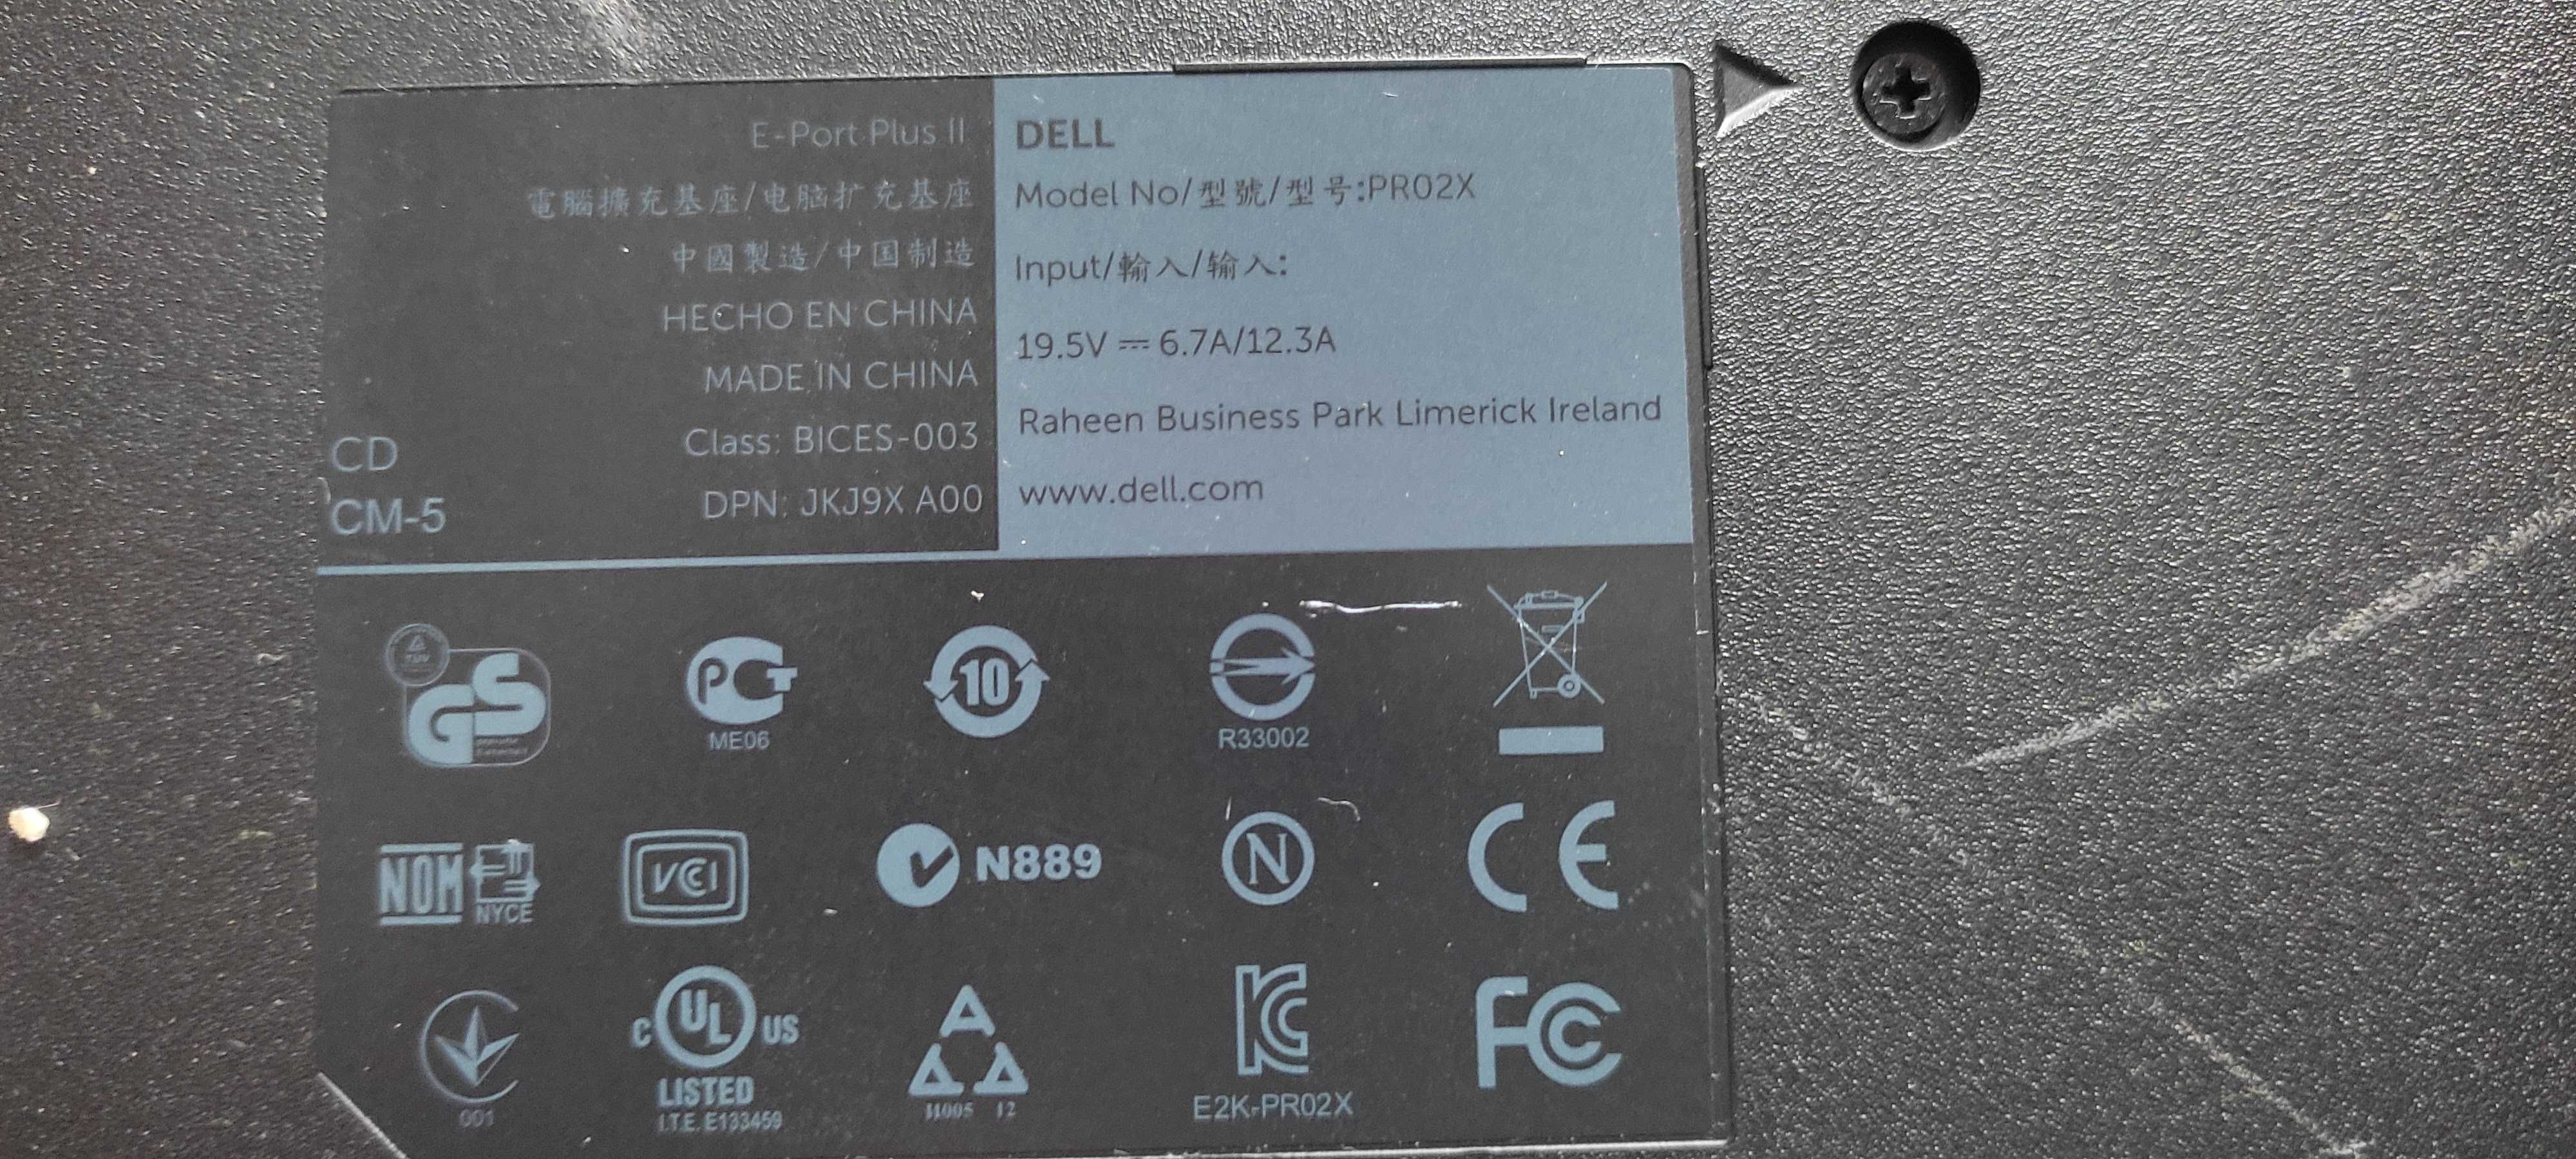 E-Port Plus II
電腦擴充基座/电脑扩充基座
中國製造/中国制造
HECHO EN CHINA
MADE IN CHINA
Class: BICES-003
DPN: JKJ9X A00
CD
CM-5
DELL
Model No/型號/型号:PR02X
Input/輸入/输入:
19.5V ⎓ 6.7A/12.3A
Raheen Business Park Limerick Ireland
www.dell.com
GS
PCT
ME06
10
R33002
NOM
NYCE
VCI
N889
N
CE
001
C UL US
LISTED
I.T.E. E133459
11005 12
KC
E2K-PR02X
FC